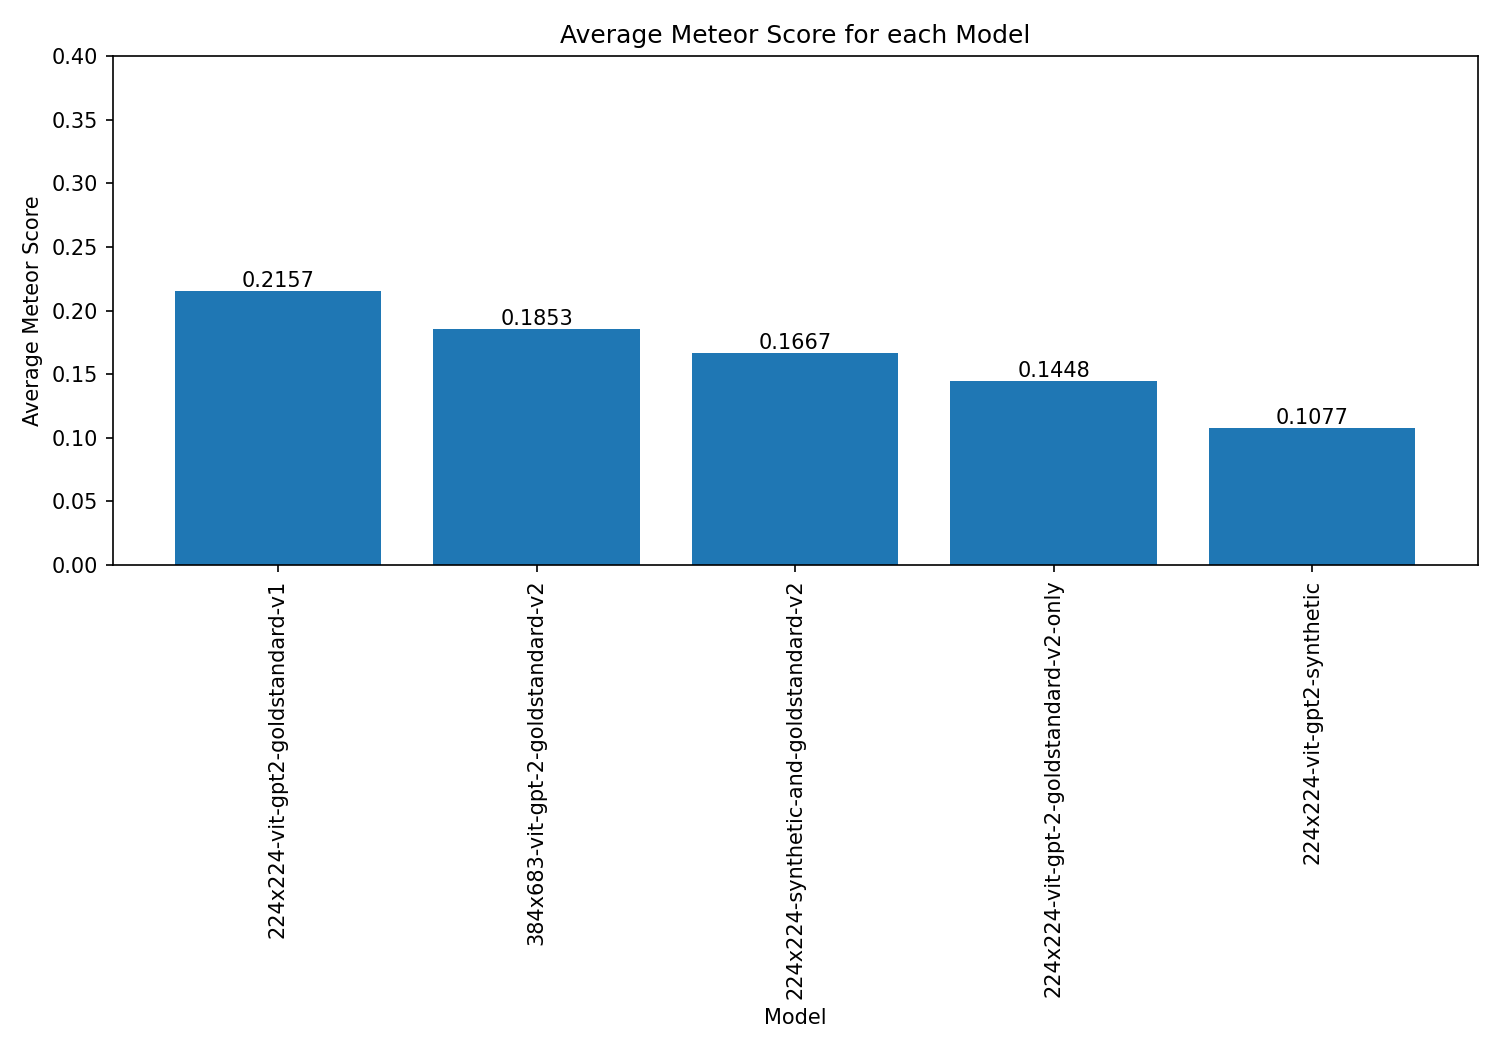 Average Meteor Score for each Model
Average Meteor Score
0.40
0.35
0.30
0.25
0.20
0.15
0.10
0.05
0.00
0.2157
0.1853
0.1667
0.1448
0.1077
224x224-vit-gpt2-goldstandard-v1
384x683-vit-gpt-2-goldstandard-v2
224x224-synthetic-and-goldstandard-v2
224x224-vit-gpt-2-goldstandard-v2-only
224x224-vit-gpt2-synthetic
Model